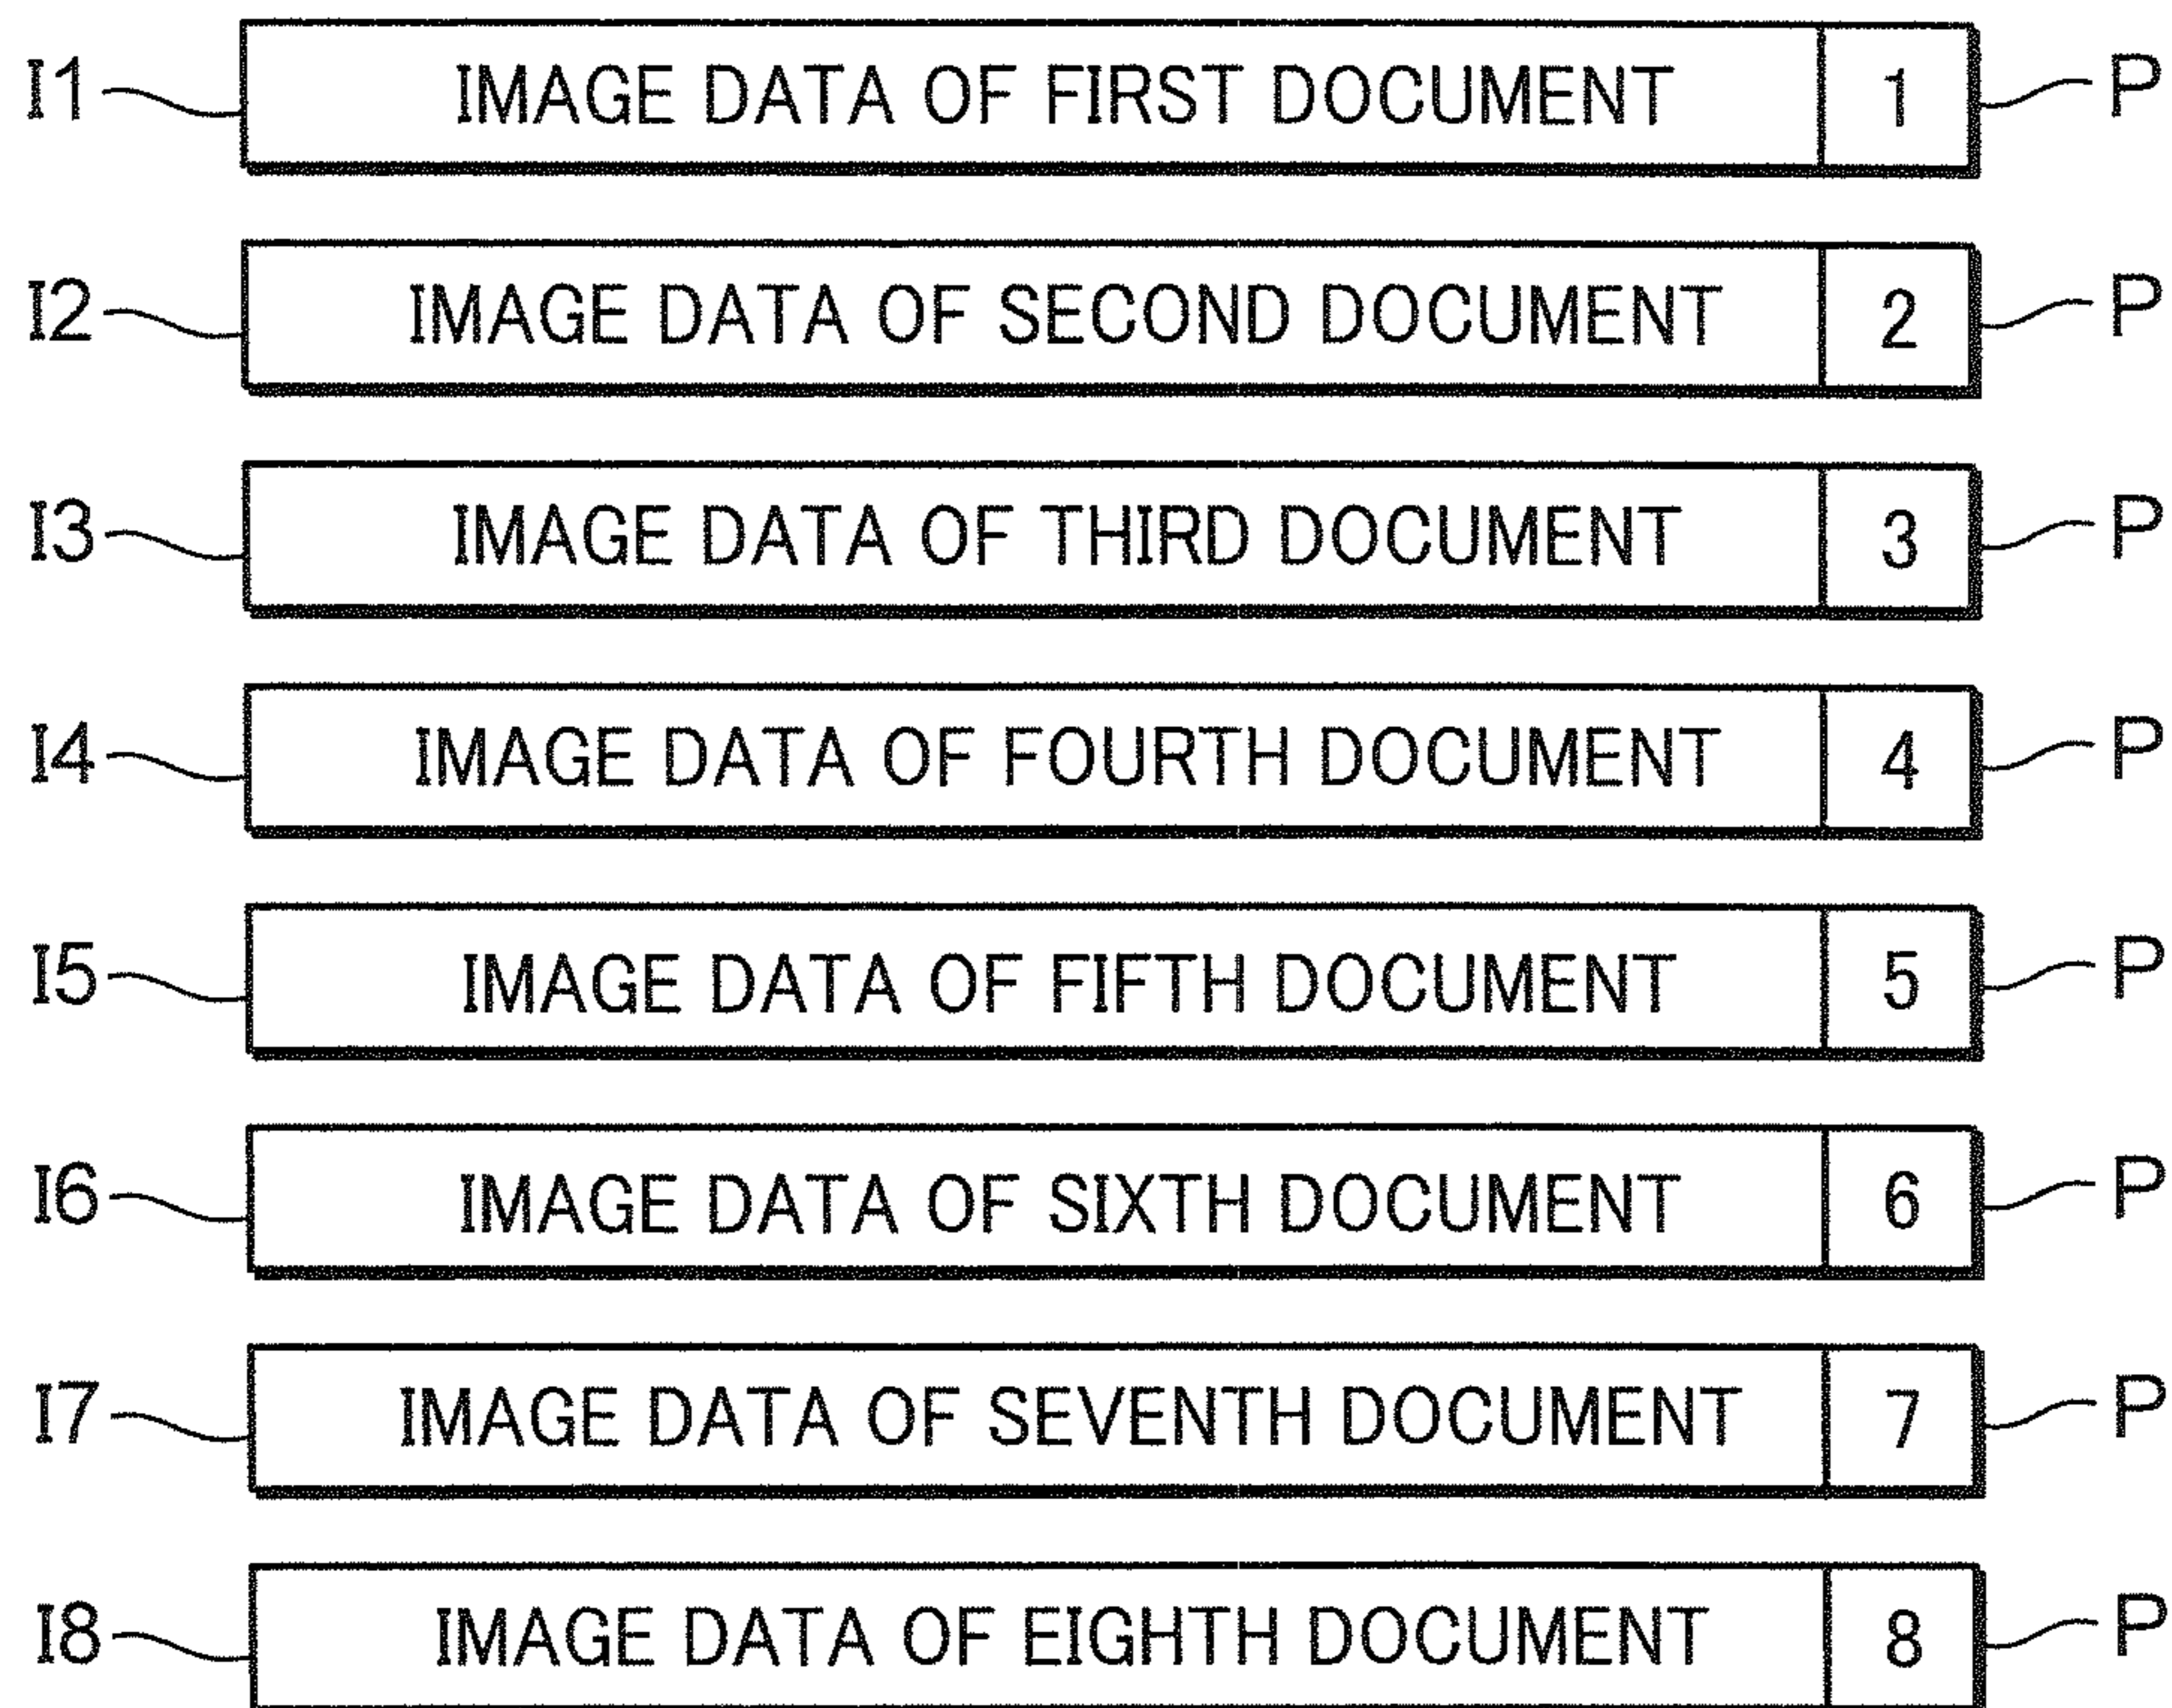 I1 IMAGE DATA OF FIRST DOCUMENT 1 P
I2 IMAGE DATA OF SECOND DOCUMENT 2 P
I3 IMAGE DATA OF THIRD DOCUMENT 3 P
I4 IMAGE DATA OF FOURTH DOCUMENT 4 P
I5 IMAGE DATA OF FIFTH DOCUMENT 5 P
I6 IMAGE DATA OF SIXTH DOCUMENT 6 P
I7 IMAGE DATA OF SEVENTH DOCUMENT 7 P
I8 IMAGE DATA OF EIGHTH DOCUMENT 8 P